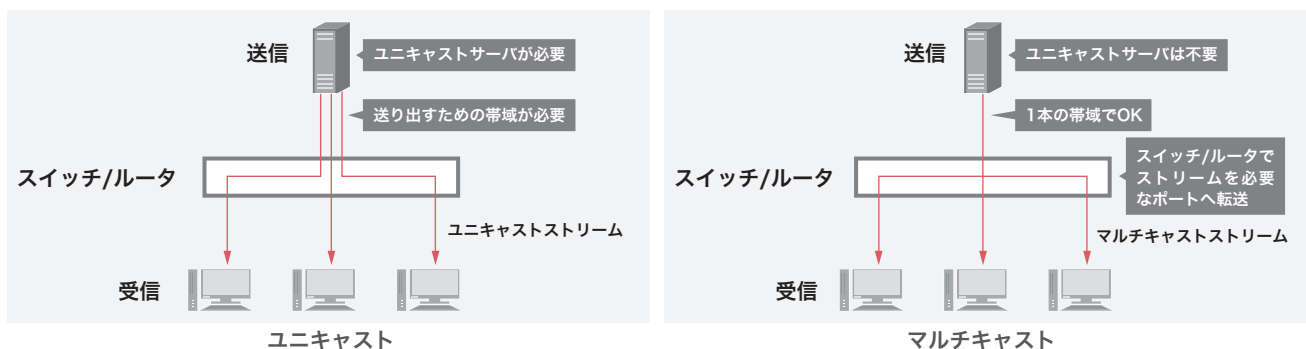 送信
ユニキャストサーバが必要
送り出すための帯域が必要
スイッチ/ルータ
ユニキャストストリーム
受信
ユニキャスト
送信
ユニキャストサーバは不要
1本の帯域でOK
スイッチ/ルータ
スイッチ/ルータで
ストリームを必要
なポートへ転送
マルチキャストストリーム
受信
マルチキャスト